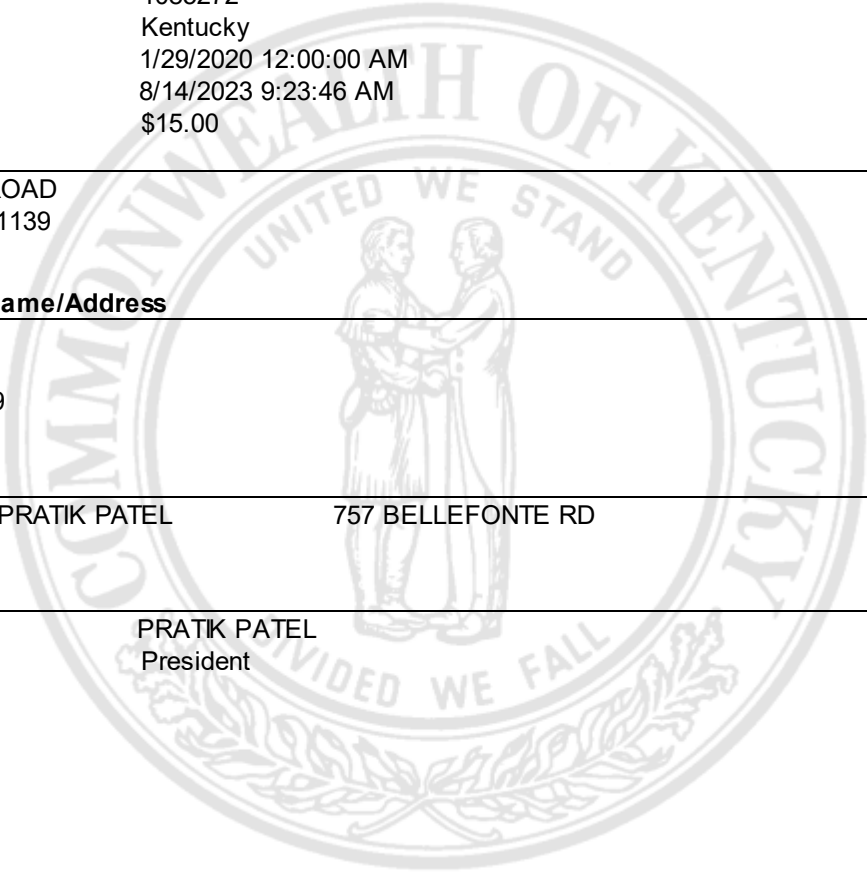 Kentucky
1/29/2020 12:00:00 AM
8/14/2023 9:23:46 AM
$15.00
OAD
1139
ame/Address
9
PRATIK PATEL 757 BELLEFONTE RD
PRATIK PATEL
President
COMMONWEALTH OF KENTUCKY
UNITED WE STAND
DIVIDED WE FALL